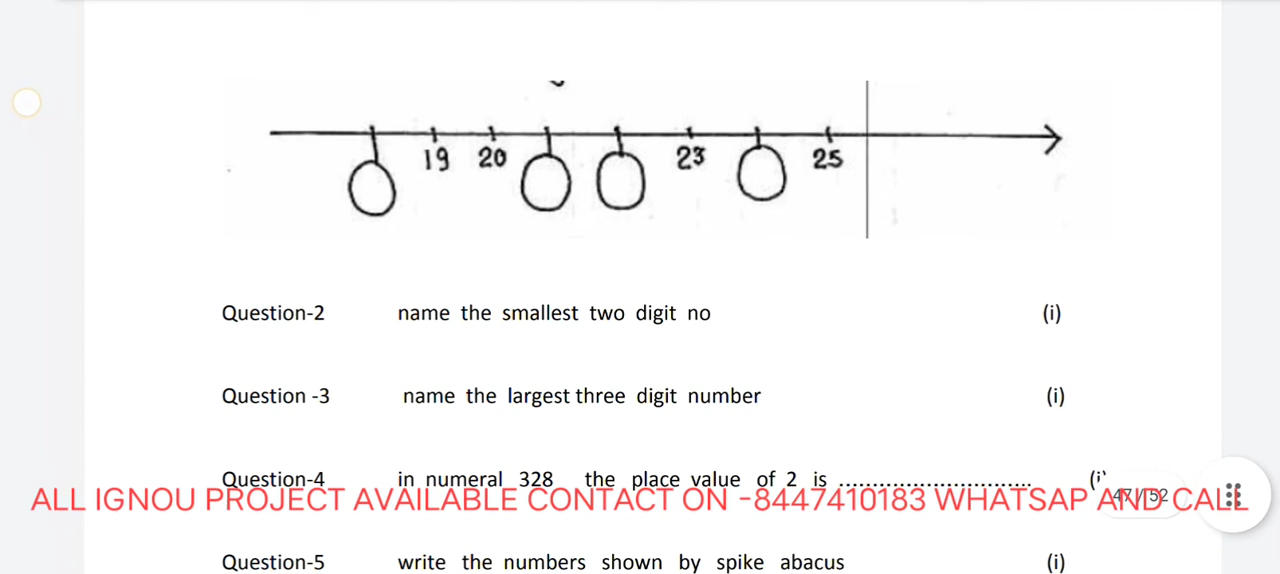 19 20 23 25
Question-2 name the smallest two digit no (i)
Question -3 name the largest three digit number (i)
Question-4 in numeral 328 the place value of 2 is ............................. (i)
ALL IGNOU PROJECT AVAILABLE CONTACT ON -8447410183 WHATSAP AND CALL
47 / 52
Question-5 write the numbers shown by spike abacus (i)